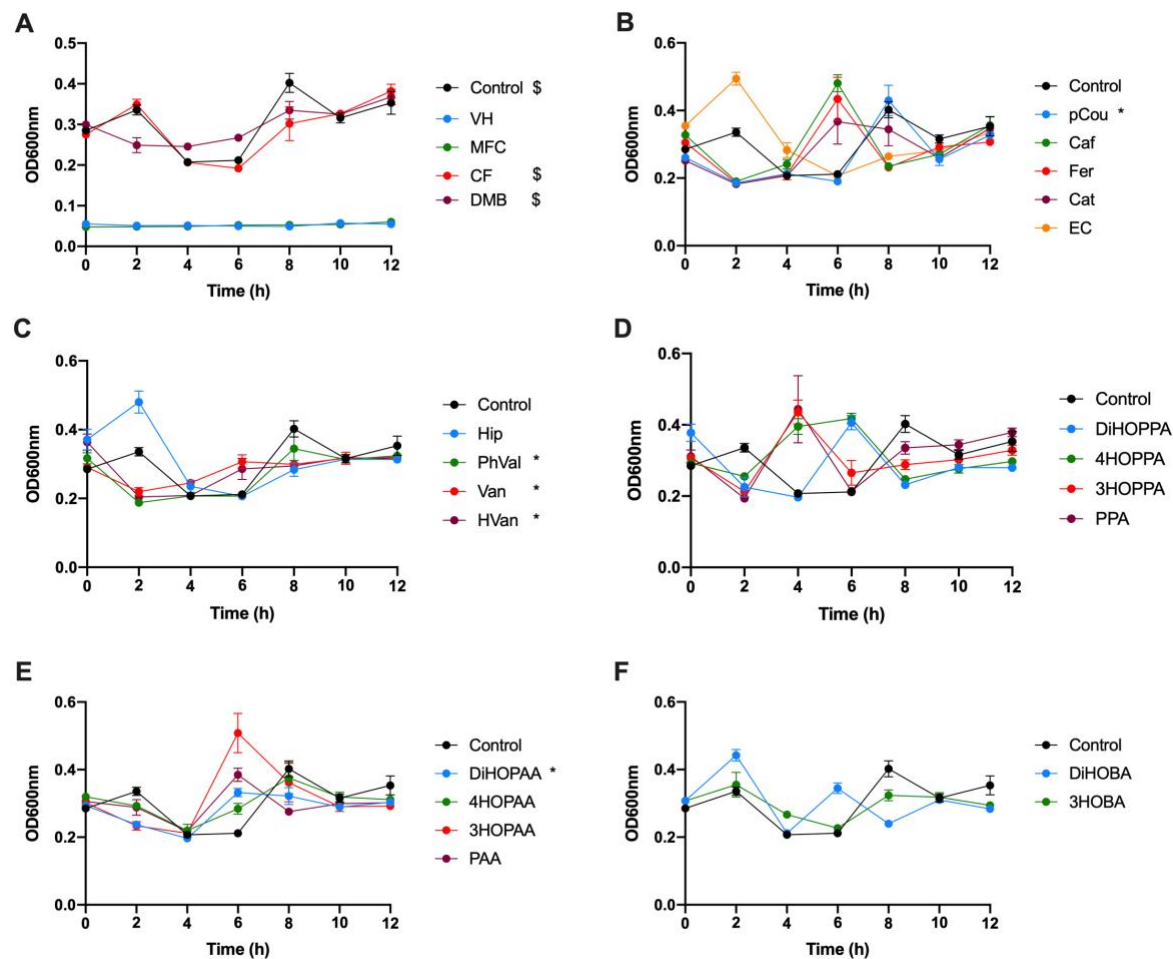 A
0.5
0.4
0.3
0.2
0.1
0.0
OD600nm
0 2 4 6 8 10 12
Time (h)
Control $
VH
MFC
CF $
DMB $
B
0.6
0.4
0.2
0.0
OD600nm
0 2 4 6 8 10 12
Time (h)
Control
pCou *
Caf
Fer
Cat
EC
C
0.6
0.4
0.2
0.0
OD600nm
0 2 4 6 8 10 12
Time (h)
Control
Hip
PhVal *
Van *
HVan *
D
0.6
0.4
0.2
0.0
OD600nm
0 2 4 6 8 10 12
Time (h)
Control
DiHOPPA
4HOPPA
3HOPPA
PPA
E
0.6
0.4
0.2
0.0
OD600nm
0 2 4 6 8 10 12
Time (h)
Control
DiHOPAA *
4HOPAA
3HOPAA
PAA
F
0.6
0.4
0.2
0.0
OD600nm
0 2 4 6 8 10 12
Time (h)
Control
DiHOBA
3HOBA